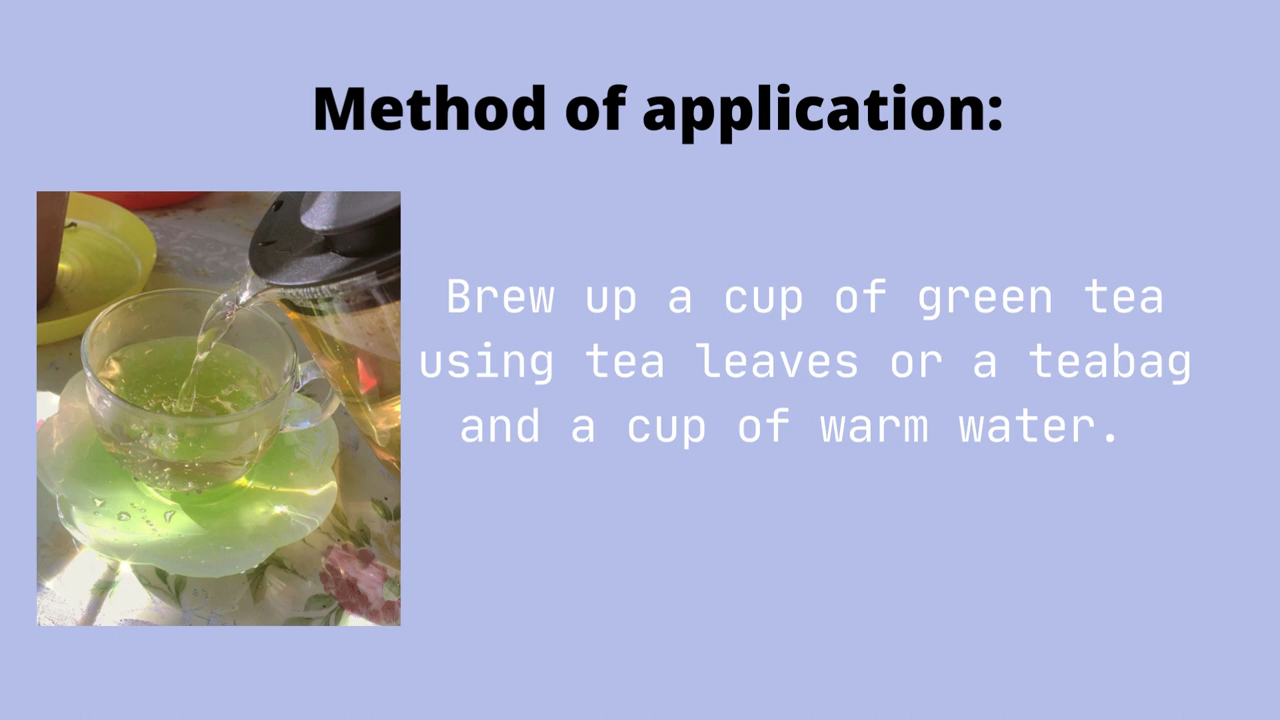 Method of application:
Brew up a cup of green tea
using tea leaves or a teabag
and a cup of warm water.